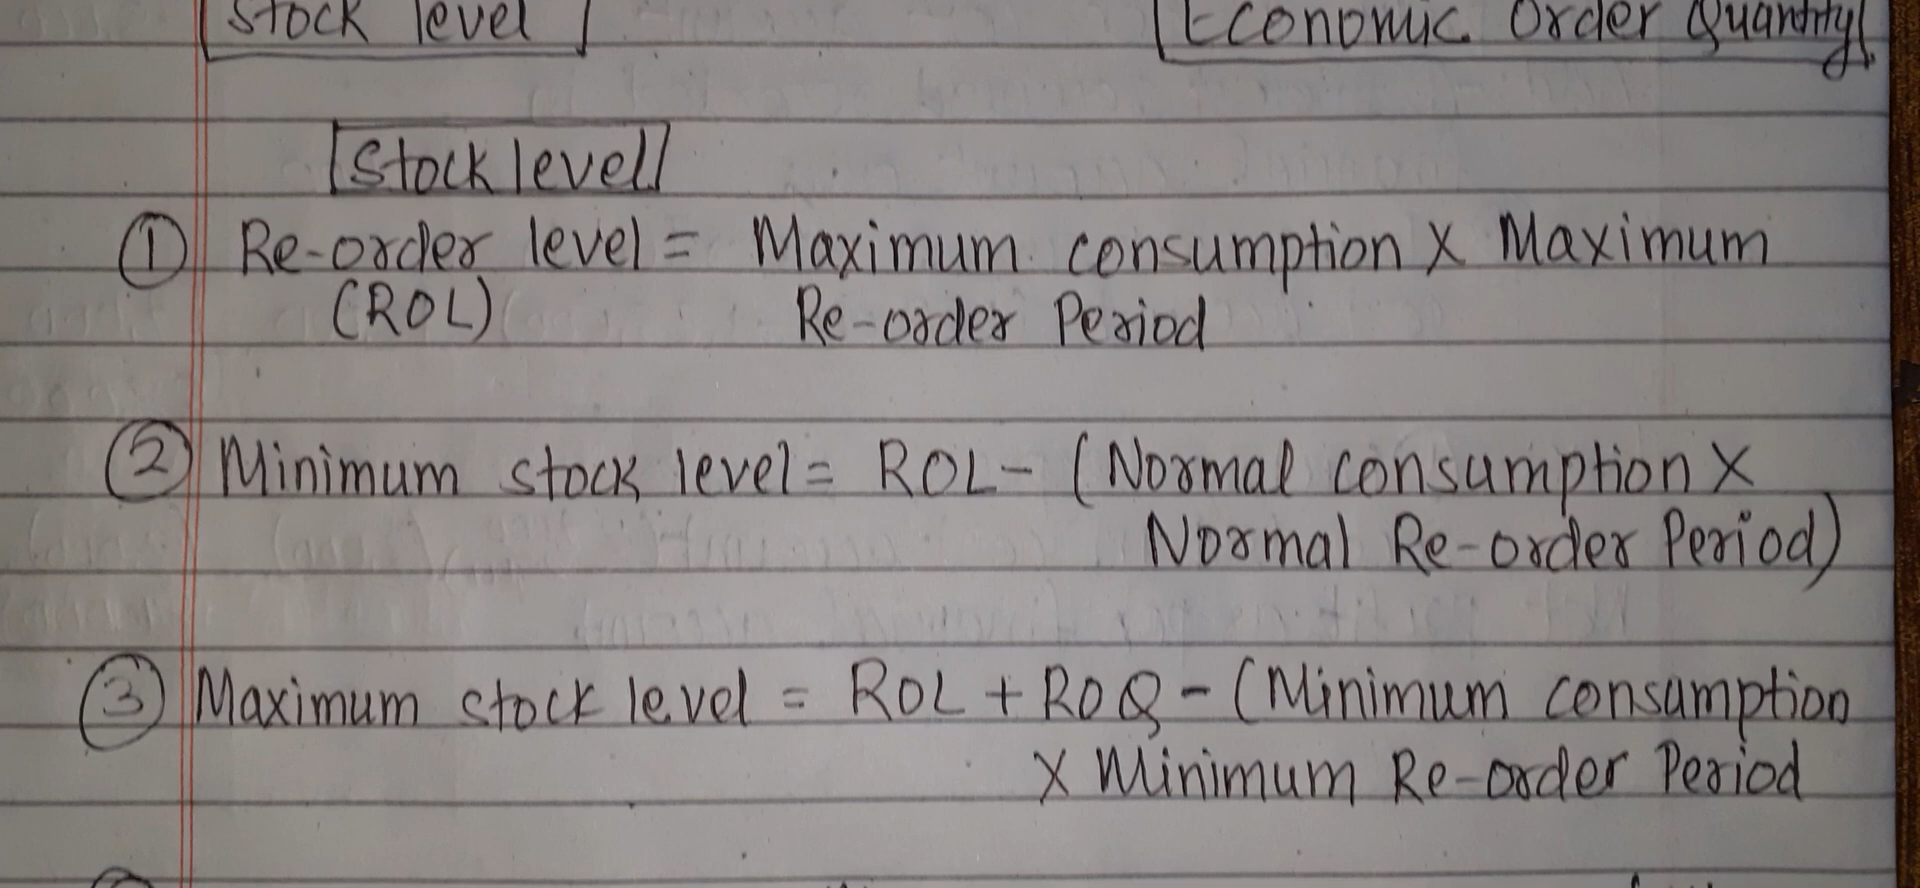 Stock level Economic Order Quantity
Stock level
① Re-order level = Maximum consumption X Maximum
(ROL) Re-order Period
② Minimum stock level = ROL - (Normal consumption X
Normal Re-order Period)
③ Maximum stock level = ROL + ROQ - (Minimum consumption
X Minimum Re-order Period